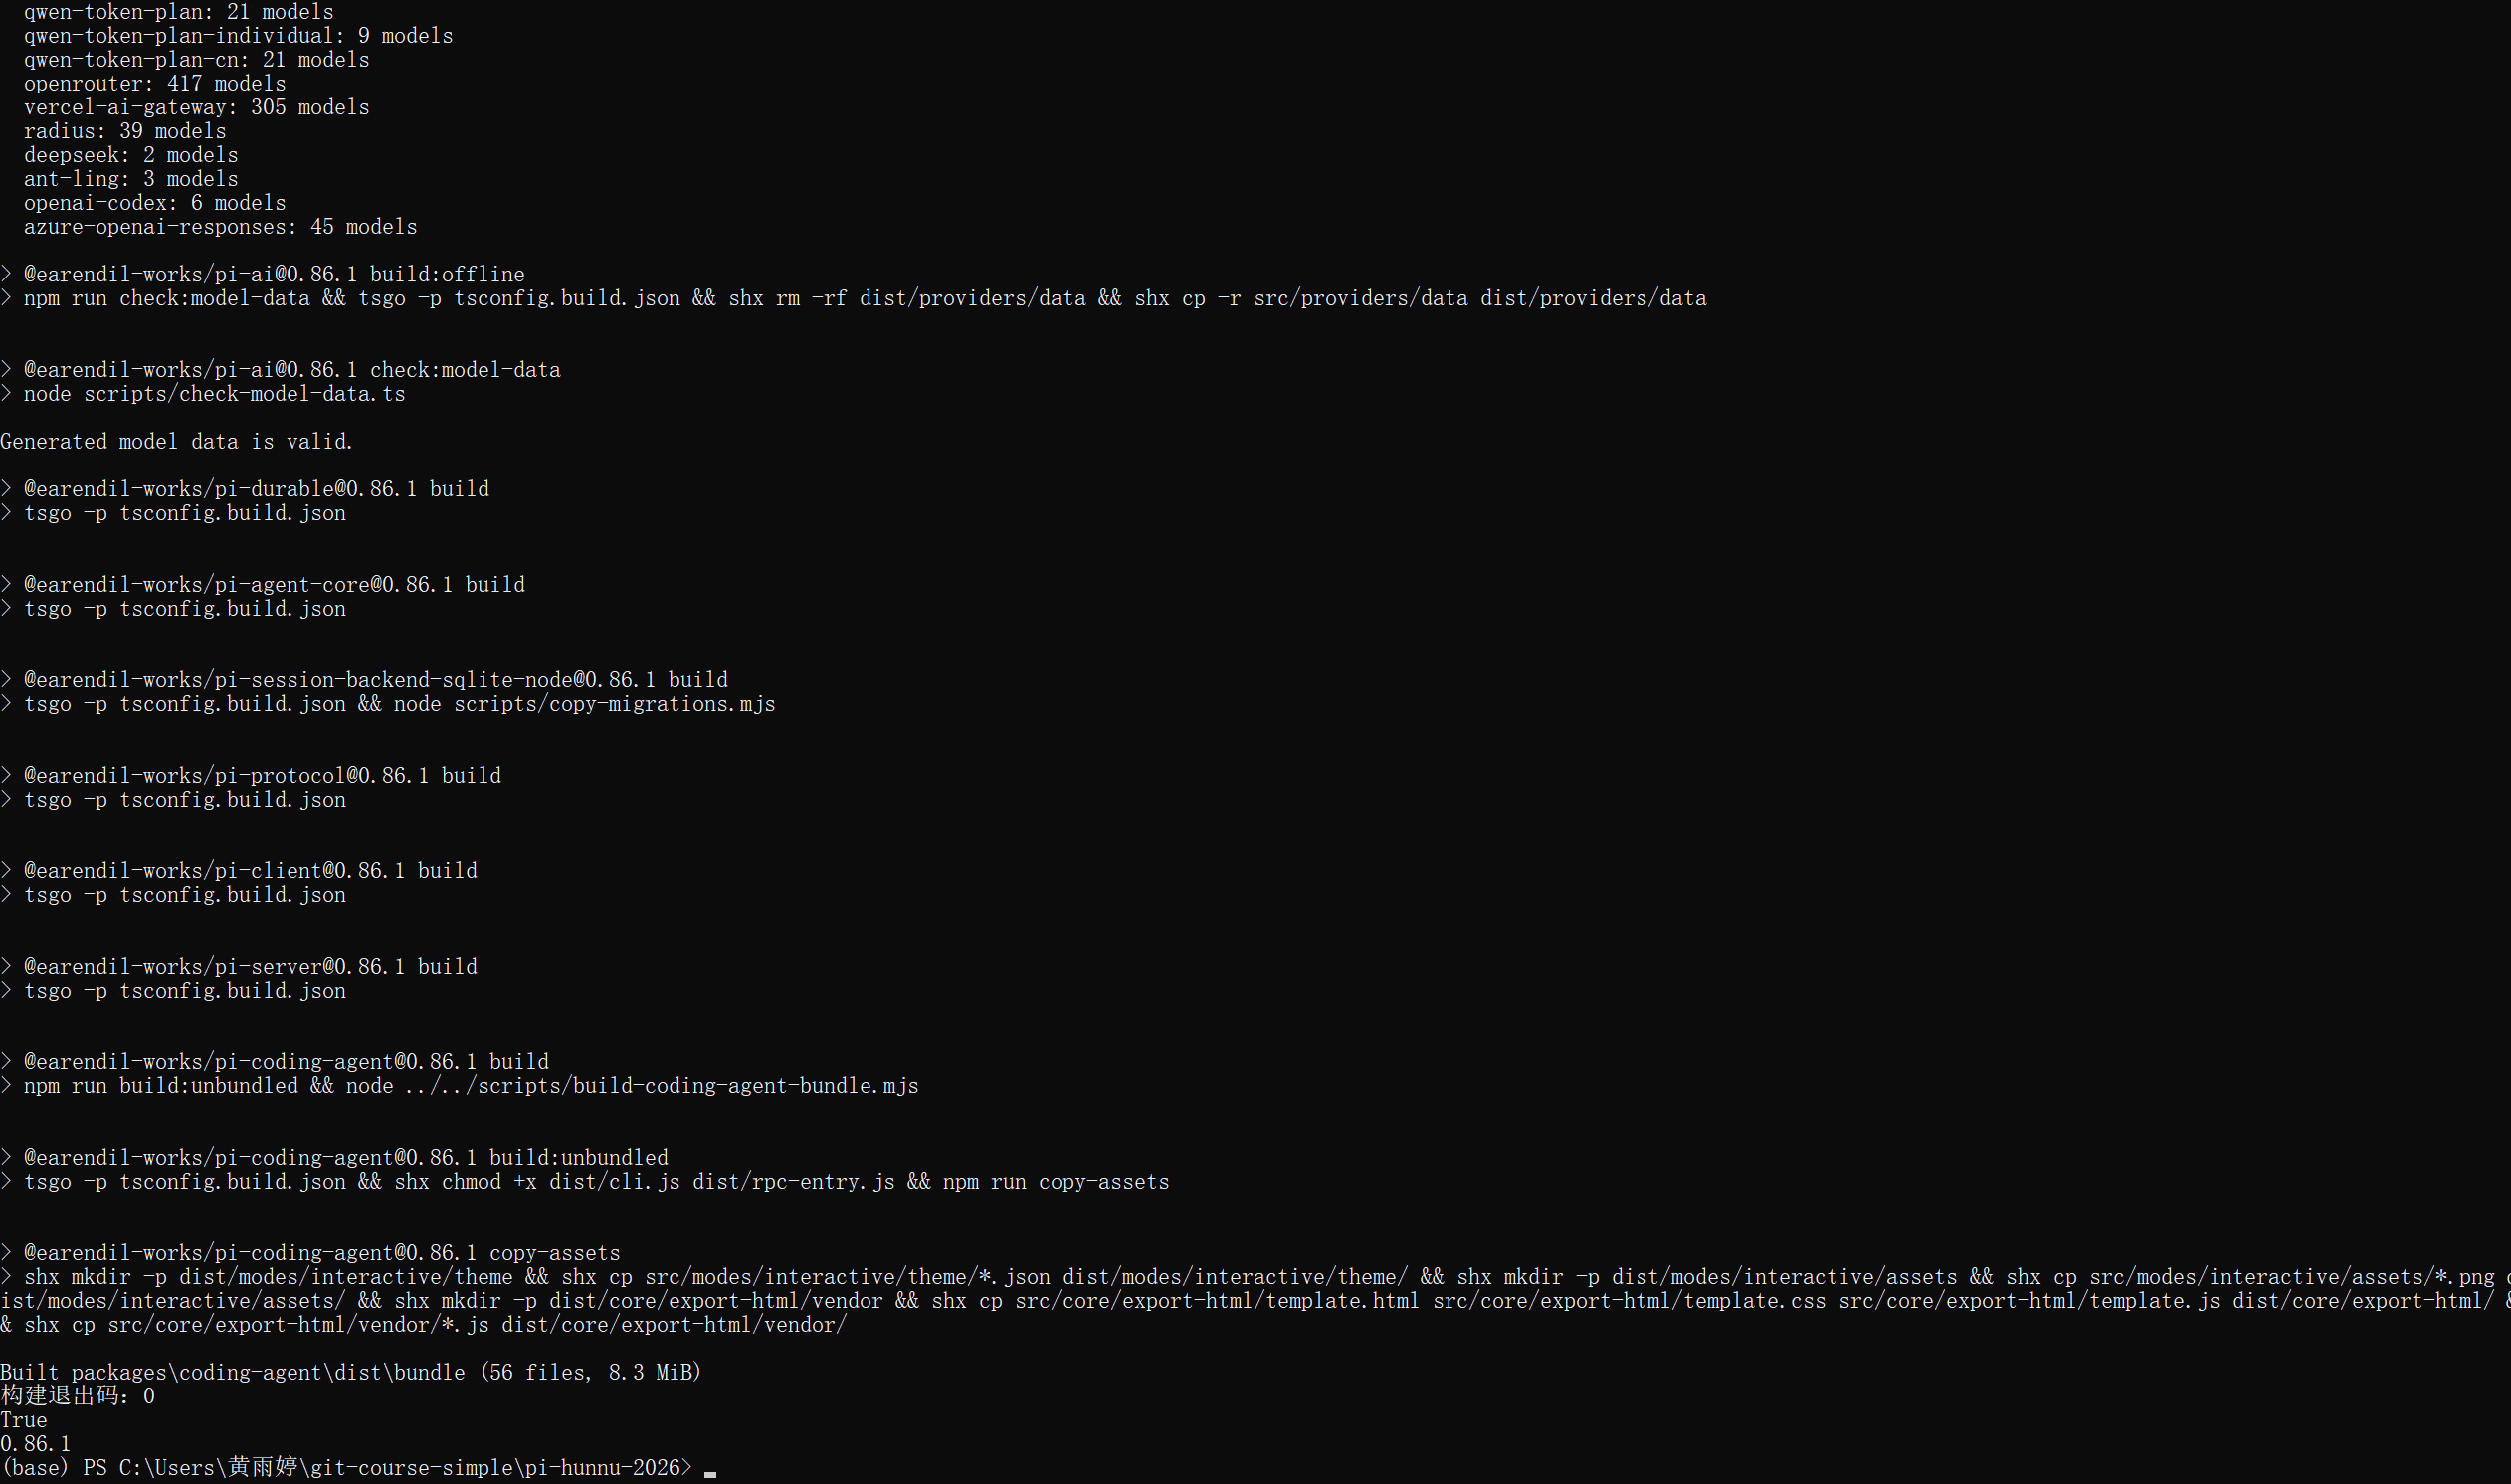 qwen-token-plan: 21 models
qwen-token-plan-individual: 9 models
qwen-token-plan-cn: 21 models
openrouter: 417 models
vercel-ai-gateway: 305 models
radius: 39 models
deepseek: 2 models
ant-ling: 3 models
openai-codex: 6 models
azure-openai-responses: 45 models
> @earendil-works/pi-ai@0.86.1 build:offline
> npm run check:model-data && tsgo -p tsconfig.build.json && shx rm -rf dist/providers/data && shx cp -r src/providers/data dist/providers/data
> @earendil-works/pi-ai@0.86.1 check:model-data
> node scripts/check-model-data.ts
Generated model data is valid.
> @earendil-works/pi-durable@0.86.1 build
> tsgo -p tsconfig.build.json
> @earendil-works/pi-agent-core@0.86.1 build
> tsgo -p tsconfig.build.json
> @earendil-works/pi-session-backend-sqlite-node@0.86.1 build
> tsgo -p tsconfig.build.json && node scripts/copy-migrations.mjs
> @earendil-works/pi-protocol@0.86.1 build
> tsgo -p tsconfig.build.json
> @earendil-works/pi-client@0.86.1 build
> tsgo -p tsconfig.build.json
> @earendil-works/pi-server@0.86.1 build
> tsgo -p tsconfig.build.json
> @earendil-works/pi-coding-agent@0.86.1 build
> npm run build:unbundled && node ../../scripts/build-coding-agent-bundle.mjs
> @earendil-works/pi-coding-agent@0.86.1 build:unbundled
> tsgo -p tsconfig.build.json && shx chmod +x dist/cli.js dist/rpc-entry.js && npm run copy-assets
> @earendil-works/pi-coding-agent@0.86.1 copy-assets
> shx mkdir -p dist/modes/interactive/theme && shx cp src/modes/interactive/theme/*.json dist/modes/interactive/theme/ && shx mkdir -p dist/modes/interactive/assets && shx cp src/modes/interactive/assets/*.png d
ist/modes/interactive/assets/ && shx mkdir -p dist/core/export-html/vendor && shx cp src/core/export-html/template.html src/core/export-html/template.css src/core/export-html/template.js dist/core/export-html/ &
& shx cp src/core/export-html/vendor/*.js dist/core/export-html/vendor/
Built packages\coding-agent\dist\bundle (56 files, 8.3 MiB)
构建退出码：0
True
0.86.1
(base) PS C:\Users\黄雨婷\git-course-simple\pi-hunnu-2026>